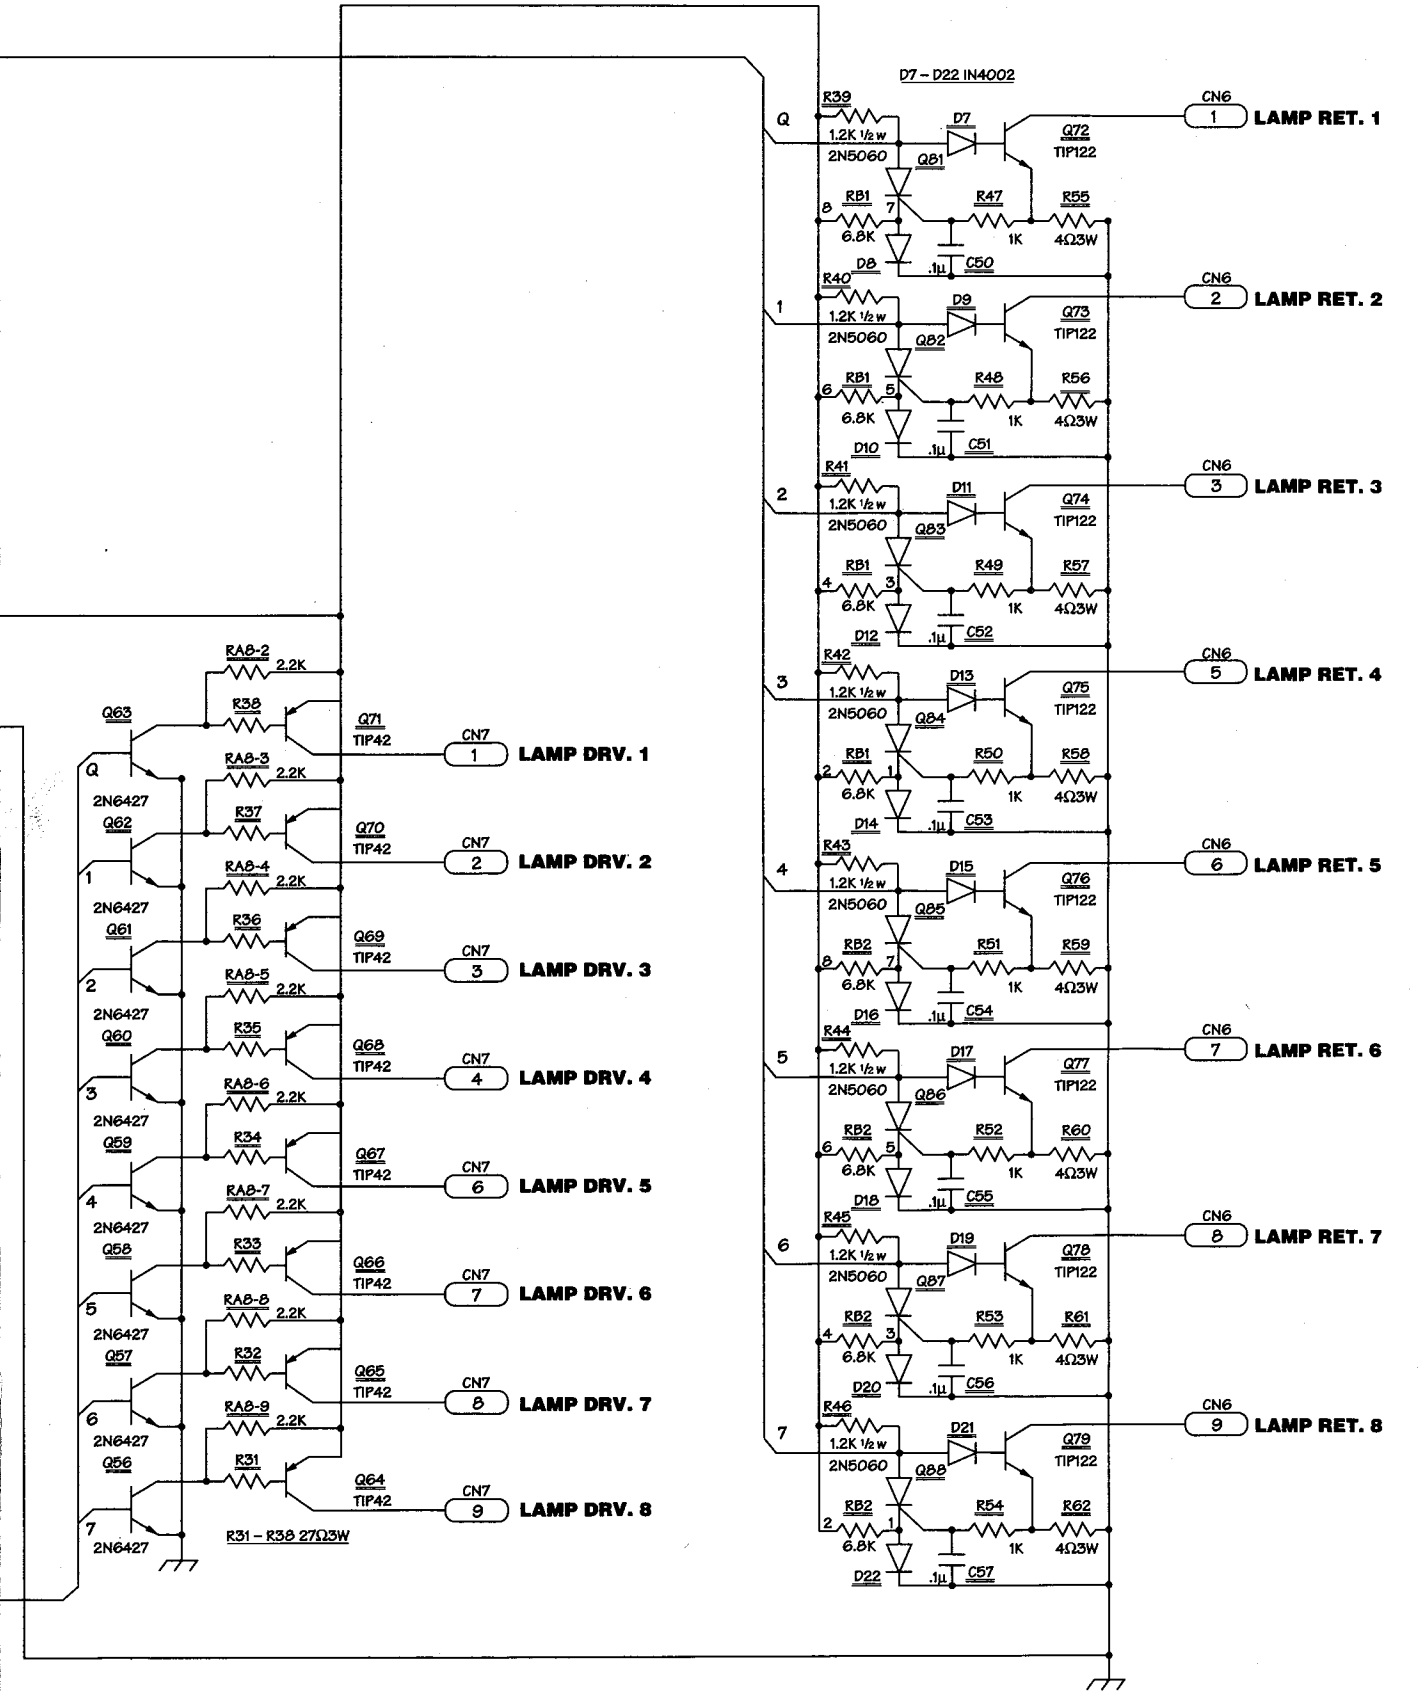 D7 – D22 IN4002
Q
R39
1.2K ½ W
2N5060
D7
Q81
Q72
TIP122
CN6
1
LAMP RET. 1
8
RB1
7
6.8K
D8
R47
1K
.1µ
C50
R55
4Ω3W
1
R40
1.2K ½ W
2N5060
D9
Q82
Q73
TIP122
CN6
2
LAMP RET. 2
6
RB1
5
6.8K
D10
R48
1K
.1µ
C51
R56
4Ω3W
2
R41
1.2K ½ W
2N5060
D11
Q83
Q74
TIP122
CN6
3
LAMP RET. 3
4
RB1
3
6.8K
D12
R49
1K
.1µ
C52
R57
4Ω3W
3
R42
1.2K ½ W
2N5060
D13
Q84
Q75
TIP122
CN6
5
LAMP RET. 4
2
RB1
1
6.8K
D14
R50
1K
.1µ
C53
R58
4Ω3W
4
R43
1.2K ½ W
2N5060
D15
Q85
Q76
TIP122
CN6
6
LAMP RET. 5
8
RB2
7
6.8K
D16
R51
1K
.1µ
C54
R59
4Ω3W
5
R44
1.2K ½ W
2N5060
D17
Q86
Q77
TIP122
CN6
7
LAMP RET. 6
6
RB2
5
6.8K
D18
R52
1K
.1µ
C55
R60
4Ω3W
6
R45
1.2K ½ W
2N5060
D19
Q87
Q78
TIP122
CN6
8
LAMP RET. 7
4
RB2
3
6.8K
D20
R53
1K
.1µ
C56
R61
4Ω3W
7
R46
1.2K ½ W
2N5060
D21
Q88
Q79
TIP122
CN6
9
LAMP RET. 8
2
RB2
1
6.8K
D22
R54
1K
.1µ
C57
R62
4Ω3W
RA8-2
2.2K
Q63
R38
Q71
TIP42
CN7
1
LAMP DRV. 1
Q
2N6427
RA8-3
2.2K
Q62
R37
Q70
TIP42
CN7
2
LAMP DRV. 2
1
2N6427
RA8-4
2.2K
Q61
R36
Q69
TIP42
CN7
3
LAMP DRV. 3
2
2N6427
RA8-5
2.2K
Q60
R35
Q68
TIP42
CN7
4
LAMP DRV. 4
3
2N6427
RA8-6
2.2K
Q59
R34
Q67
TIP42
CN7
6
LAMP DRV. 5
4
2N6427
RA8-7
2.2K
Q58
R33
Q66
TIP42
CN7
7
LAMP DRV. 6
5
2N6427
RA8-8
2.2K
Q57
R32
Q65
TIP42
CN7
8
LAMP DRV. 7
6
2N6427
RA8-9
2.2K
Q56
R31
Q64
TIP42
CN7
9
LAMP DRV. 8
7
2N6427
R31 – R38 27Ω3W